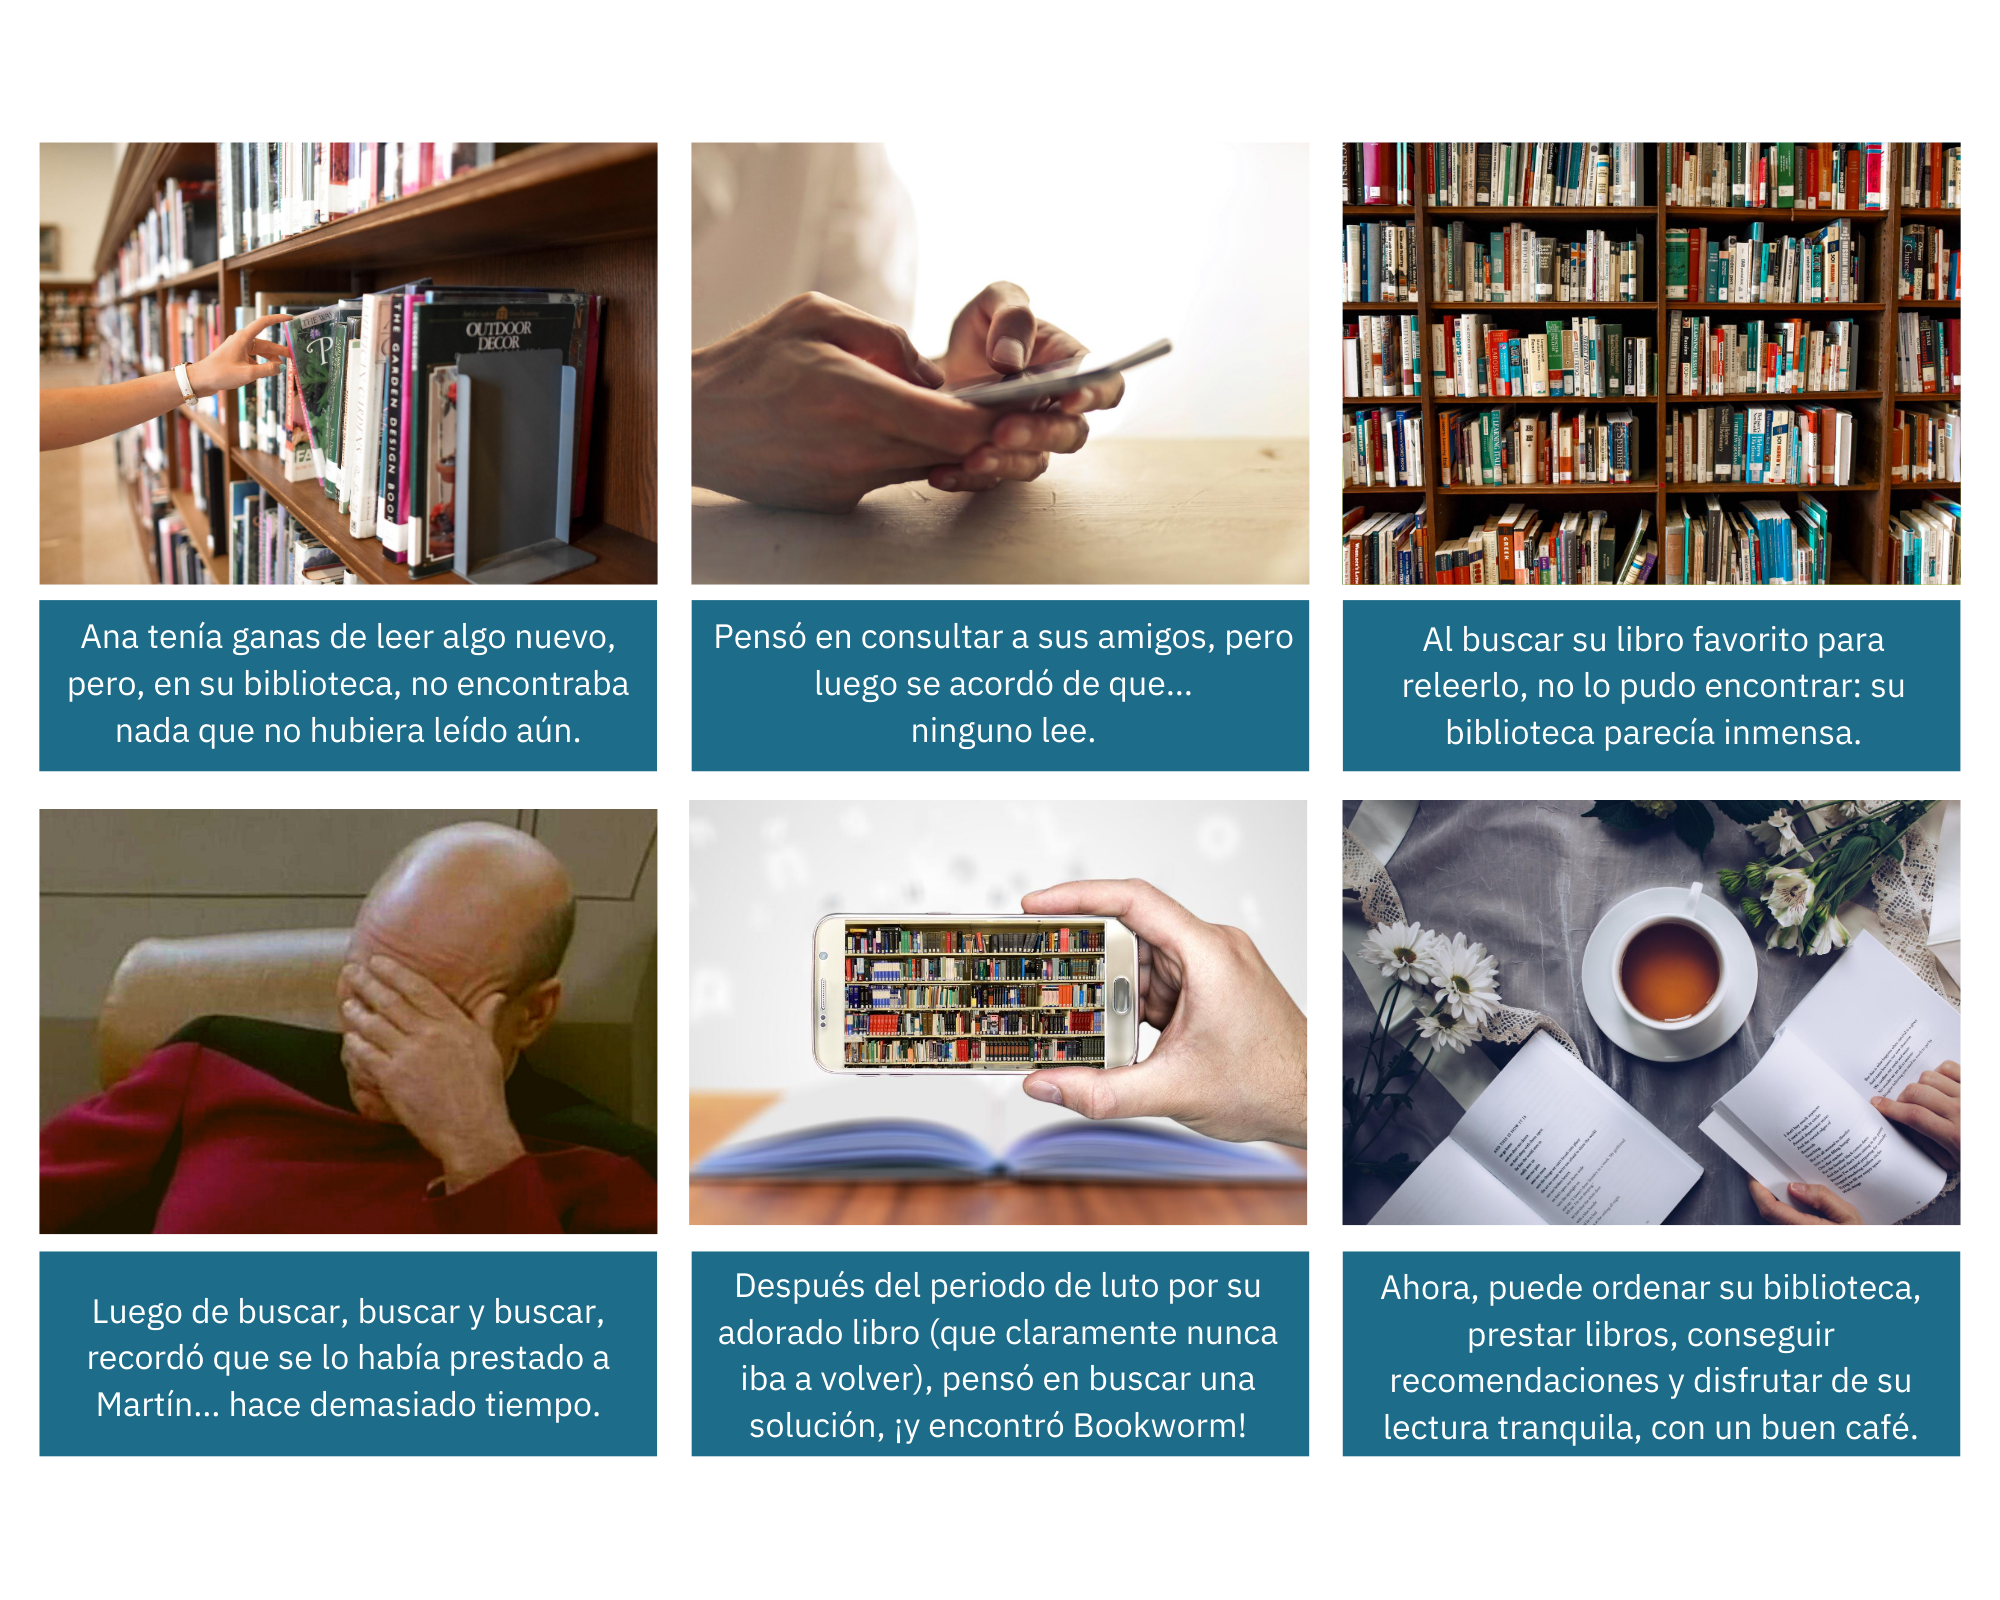 OUTDOOR
DECOR
THE GARDEN DESIGN BOOK
Ana tenía ganas de leer algo nuevo,
pero, en su biblioteca, no encontraba
nada que no hubiera leído aún.
Pensó en consultar a sus amigos, pero
luego se acordó de que...
ninguno lee.
Al buscar su libro favorito para
releerlo, no lo pudo encontrar: su
biblioteca parecía inmensa.
Luego de buscar, buscar y buscar,
recordó que se lo había prestado a
Martín... hace demasiado tiempo.
Después del periodo de luto por su
adorado libro (que claramente nunca
iba a volver), pensó en buscar una
solución, ¡y encontró Bookworm!
Ahora, puede ordenar su biblioteca,
prestar libros, conseguir
recomendaciones y disfrutar de su
lectura tranquila, con un buen café.